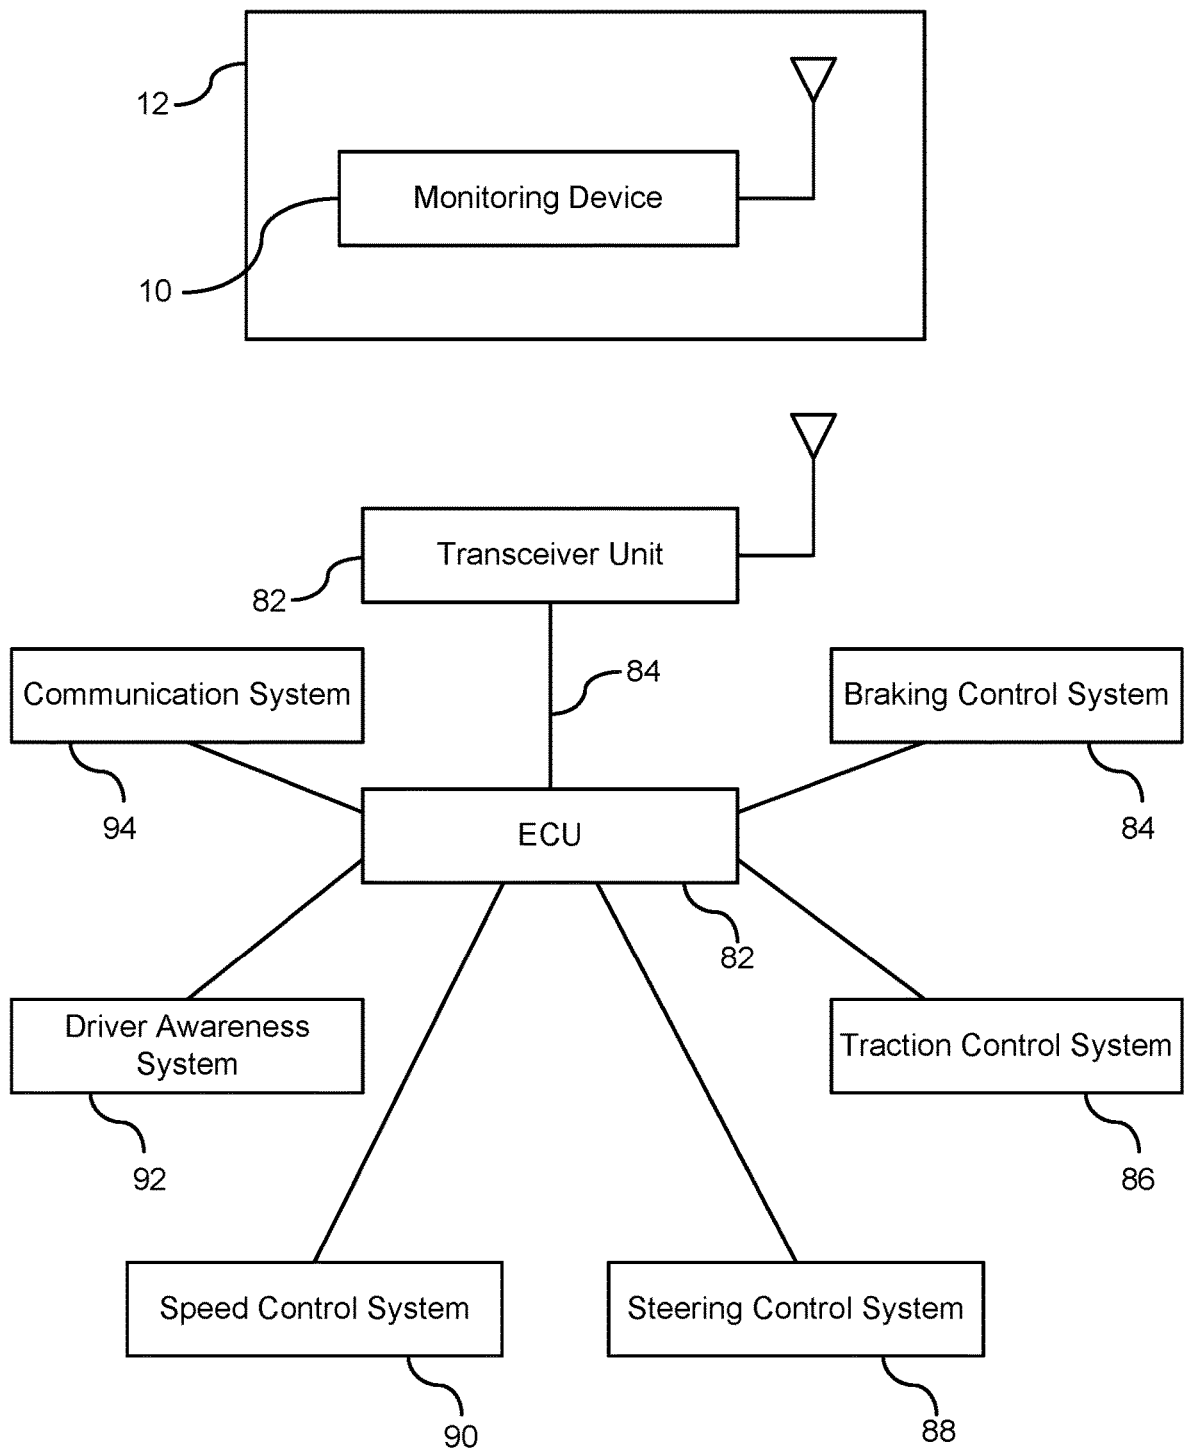 12
Monitoring Device
10
Transceiver Unit
82
84
Communication System
Braking Control System
94
84
ECU
82
Driver Awareness
System
Traction Control System
92
86
Speed Control System
Steering Control System
90
88